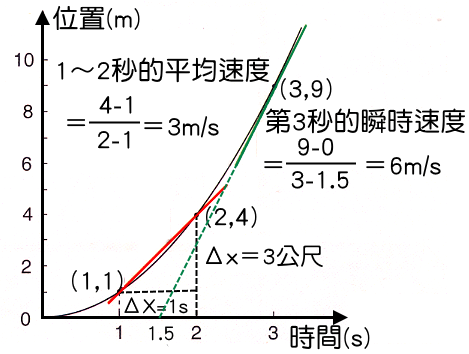 位置(m)
10
8
6
4
2
0
1～2秒的平均速度
＝4-1/2-1＝3m/s
(3,9)
第3秒的瞬時速度
＝9-0/3-1.5＝6m/s
(2,4)
△x＝3公尺
(1,1)
△X=1s
1
1.5
2
3
時間(s)